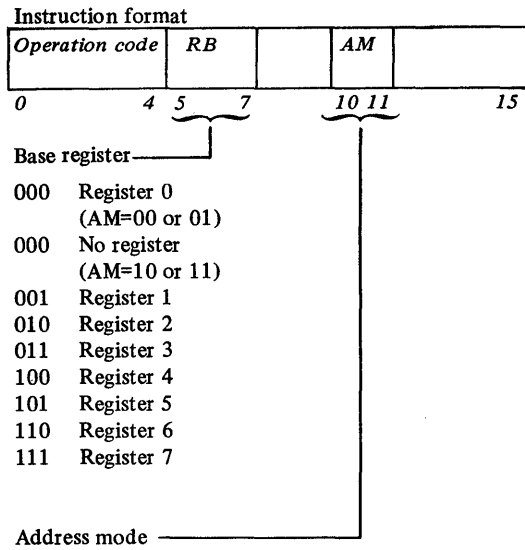 Instruction format
Operation code RB AM
0 4 5 7 10 11 15
Base register
000 Register 0
(AM=00 or 01)
000 No register
(AM=10 or 11)
001 Register 1
010 Register 2
011 Register 3
100 Register 4
101 Register 5
110 Register 6
111 Register 7
Address mode